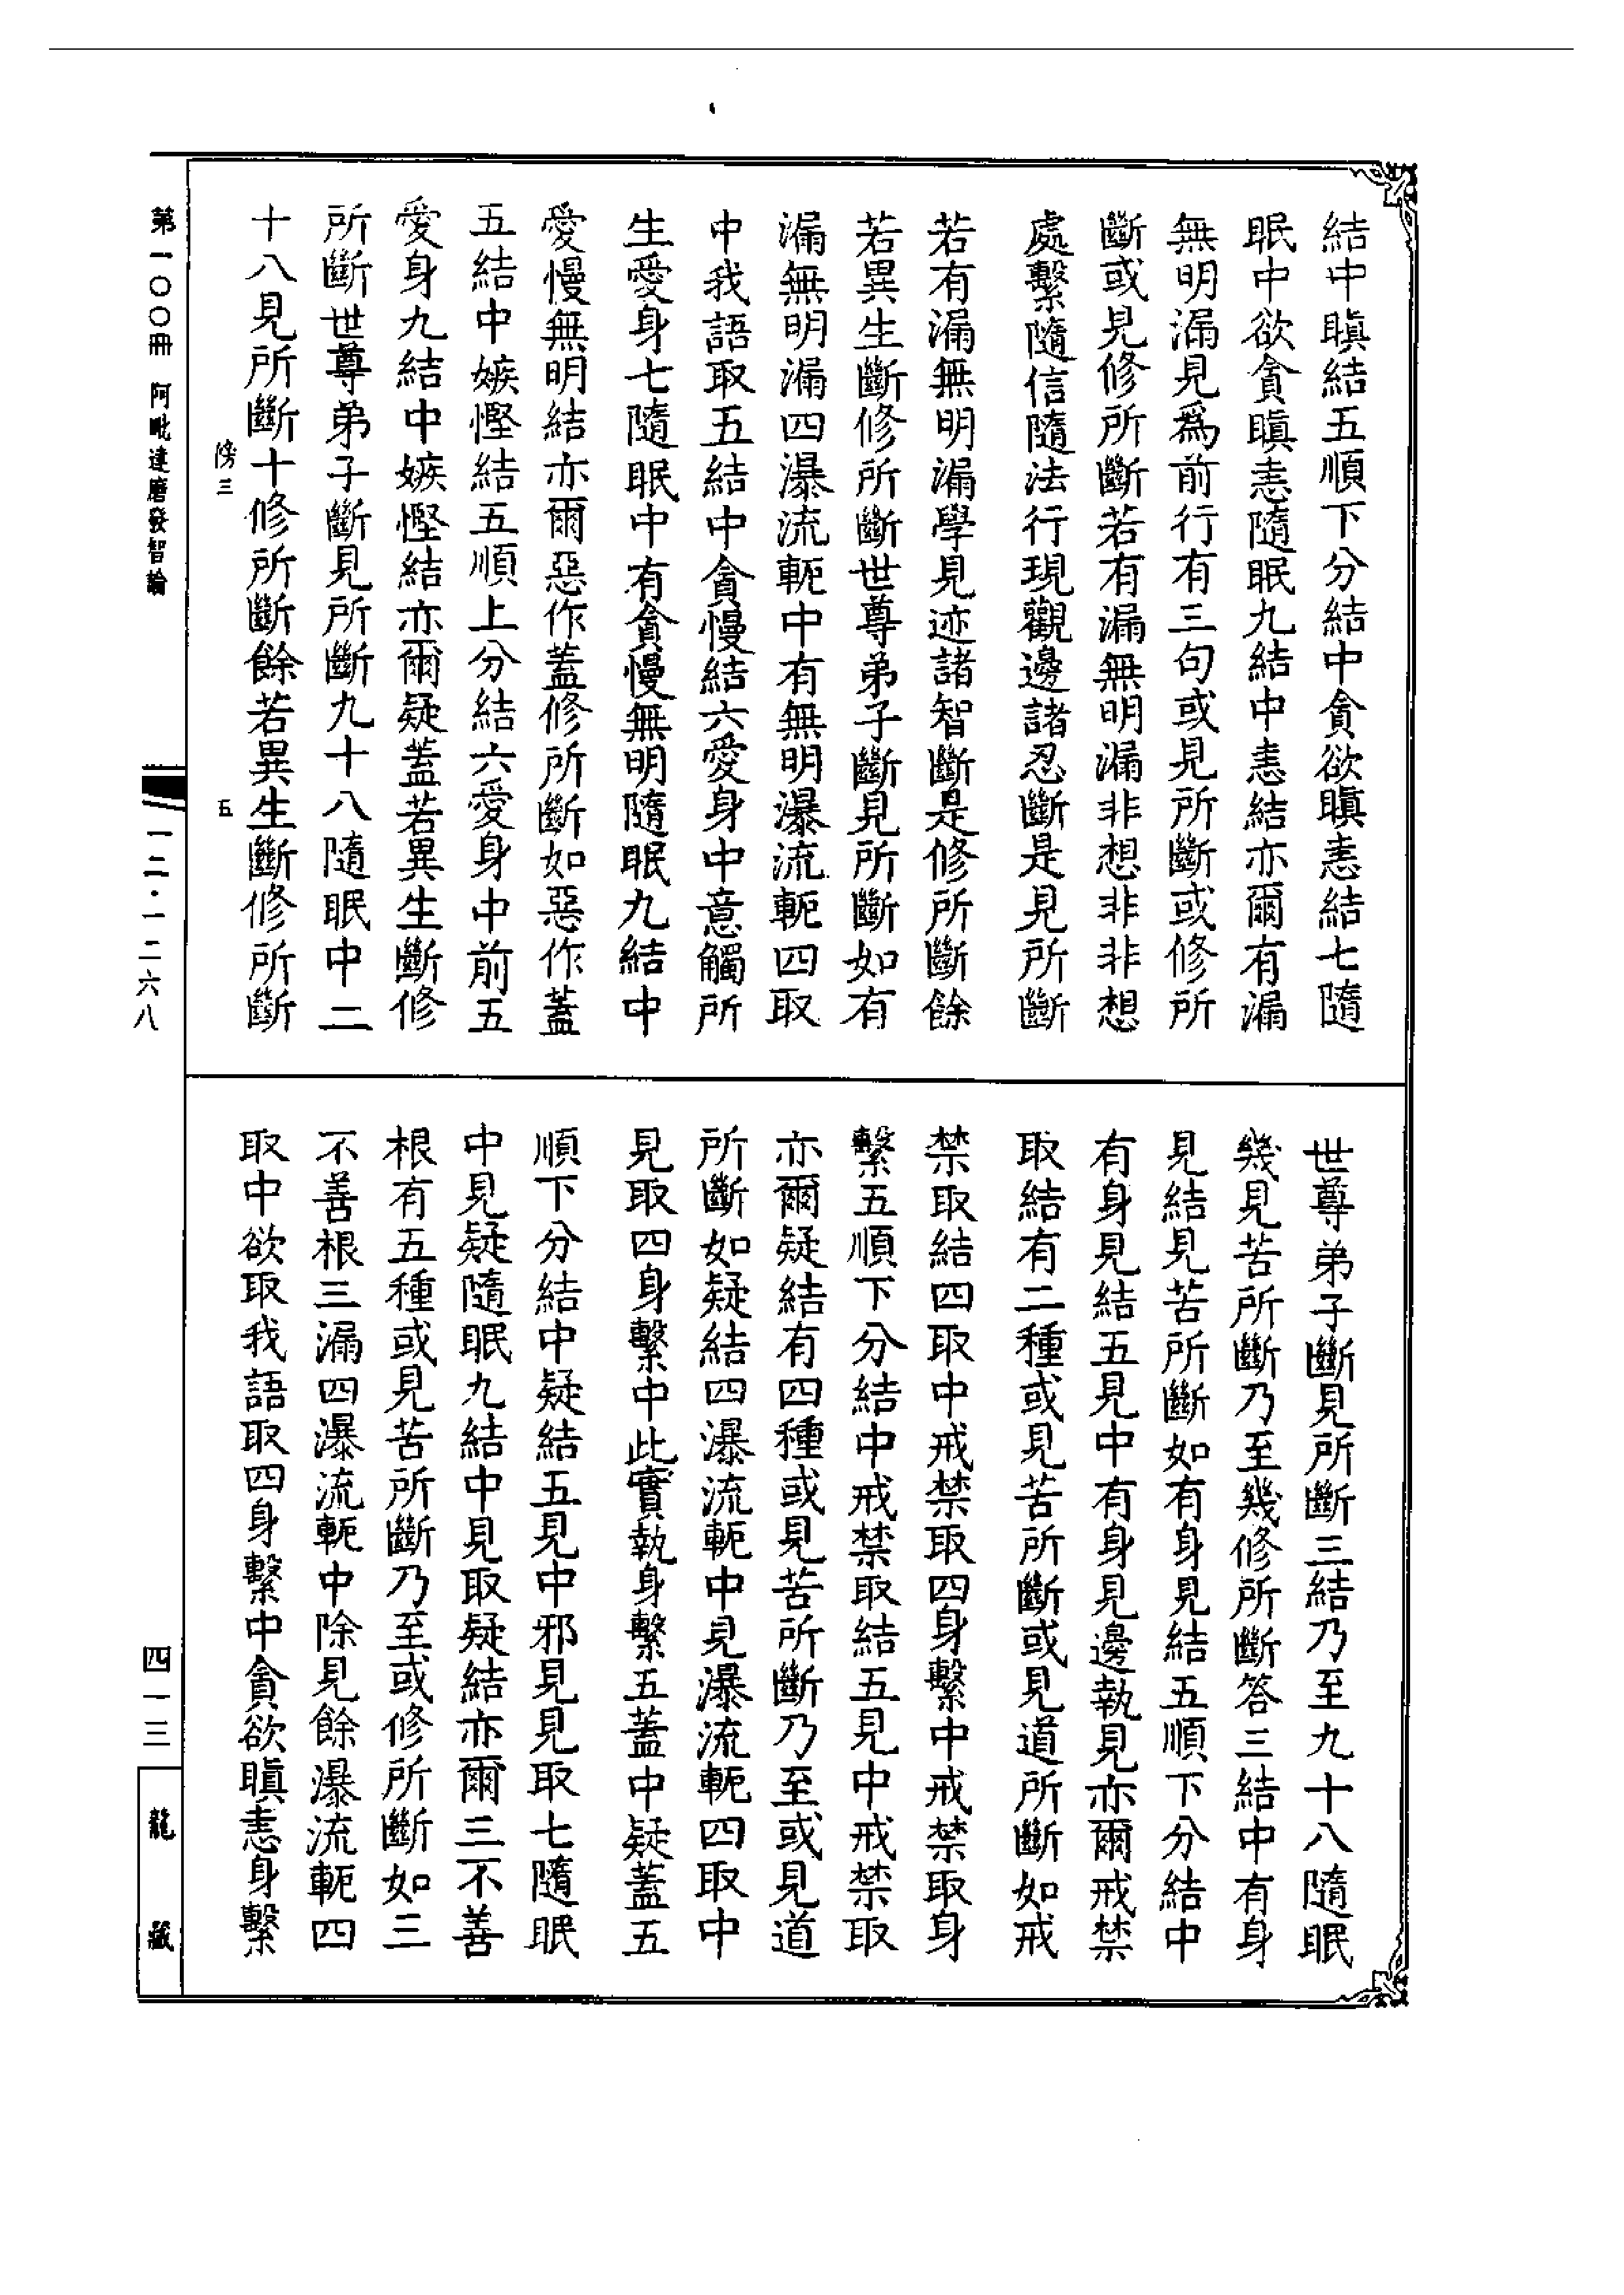 結中瞋結五順下分結中貪欲瞋恚結七隨
眠中欲貪瞋恚隨眠九結中恚結亦爾有漏
無明漏見為前行有三句或見所斷或修所
斷或見修所斷若有漏無明漏非想非非想
處繫隨信隨法行現觀邊諸忍斷是見所斷
若有漏無明漏學見迹諸智斷是修所斷餘
若異生斷修所斷世尊弟子斷見所斷如有
漏無明漏四瀑流軛中有無明瀑流軛四取
中我語取五結中貪慢結六愛身中意觸所
生愛身七隨眠中有貪慢無明隨眠九結中
愛慢無明結亦爾惡作蓋修所斷如惡作蓋
五結中嫉慳結五順上分結六愛身中前五
愛身九結中嫉慳結亦爾疑蓋若異生斷修
所斷世尊弟子斷見所斷九十八隨眠中二
十八見所斷十修所斷餘若異生斷修所斷
傍三
五
世尊弟子斷見所斷三結乃至九十八隨眠
幾見苦所斷乃至幾修所斷答三結中有身
見結見苦所斷如有身見結五順下分結中
有身見結五見中有身見邊執見亦爾戒禁
取結有二種或見苦所斷或見道所斷如戒
禁取結四取中戒禁取四身繫中戒禁取身
繫五順下分結中戒禁取結五見中戒禁取
亦爾疑結有四種或見苦所斷乃至或見道
所斷如疑結四瀑流軛中見瀑流軛四取中
見取四身繫中此實執身繫五蓋中疑蓋五
順下分結中疑結五見中邪見見取七隨眠
中見疑隨眠九結中見取疑結亦爾三不善
根有五種或見苦所斷乃至或修所斷如三
不善根三漏四瀑流軛中除見餘瀑流軛四
取中欲取我語取四身繫中貪欲瞋恚身繫
第一〇〇冊 阿毗達磨發智論
一二·一二六八
四一三
龍藏